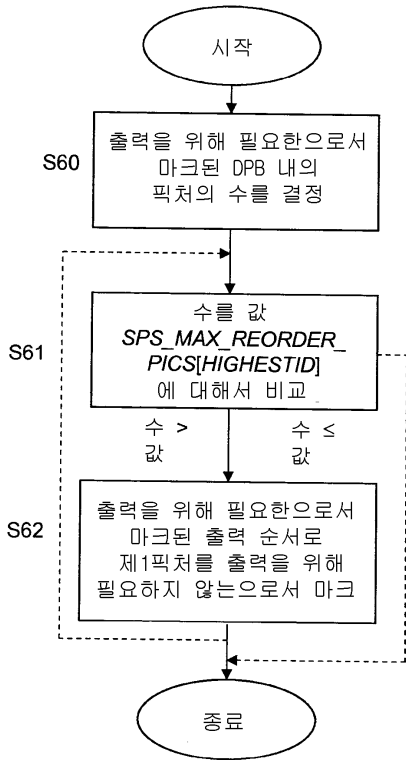 시작
S60
출력을 위해 필요한으로서
마크된 DPB 내의
픽처의 수를 결정
S61
수를 값
SPS_MAX_REORDER_
PICS[HIGHESTID]
에 대해서 비교
수 > 수 ≤
값 값
S62
출력을 위해 필요한으로서
마크된 출력 순서로
제1픽처를 출력을 위해
필요하지 않는으로서 마크
종료